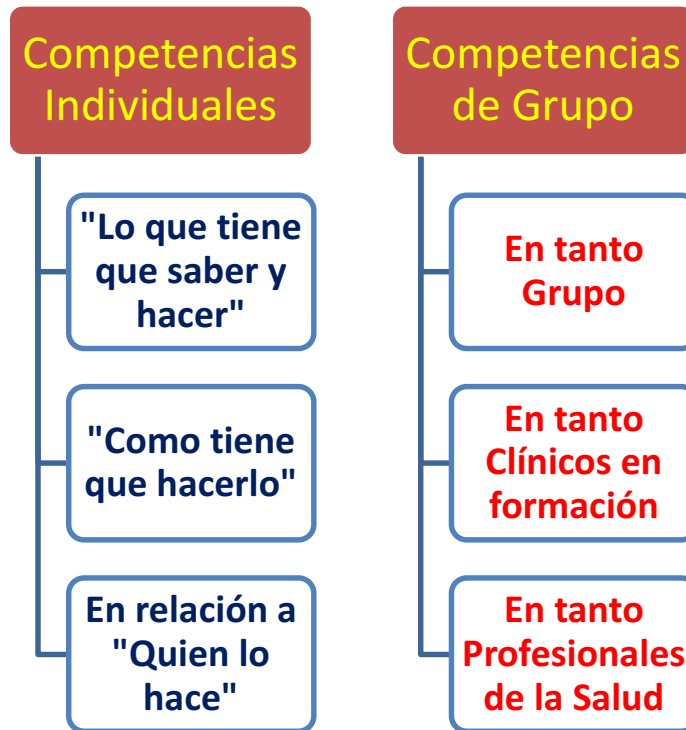 Competencias
Individuales
"Lo que tiene
que saber y
hacer"
"Como tiene
que hacerlo"
En relación a
"Quien lo
hace"
Competencias
de Grupo
En tanto
Grupo
En tanto
Clínicos en
formación
En tanto
Profesionales
de la Salud